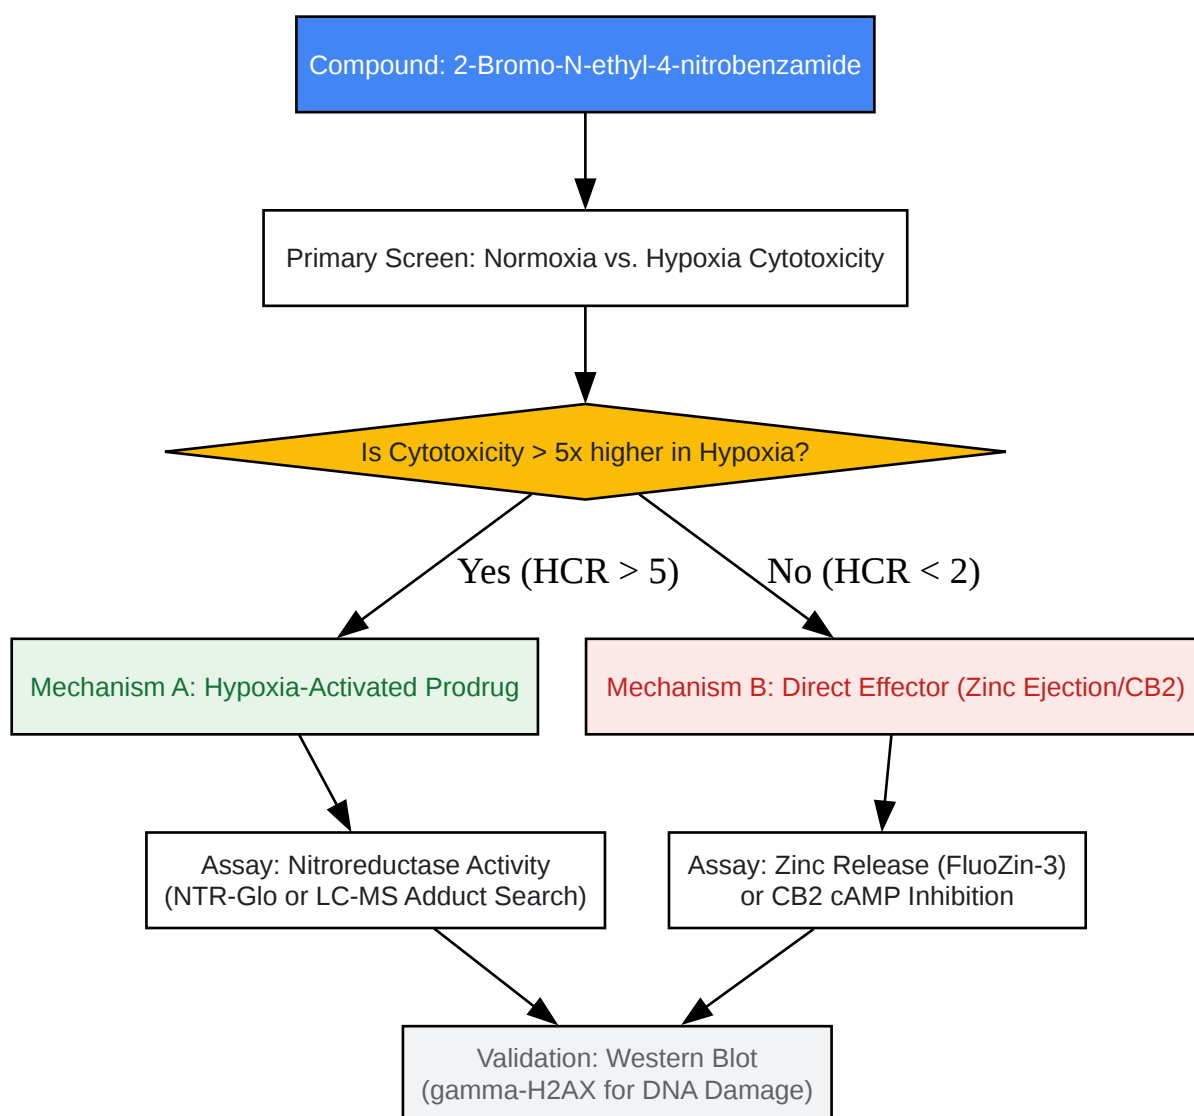 Compound: 2-Bromo-N-ethyl-4-nitrobenzamide
Primary Screen: Normoxia vs. Hypoxia Cytotoxicity
Is Cytotoxicity > 5x higher in Hypoxia?
Yes (HCR > 5)
No (HCR < 2)
Mechanism A: Hypoxia-Activated Prodrug
Mechanism B: Direct Effector (Zinc Ejection/CB2)
Assay: Nitroreductase Activity
(NTR-Glo or LC-MS Adduct Search)
Assay: Zinc Release (FluoZin-3)
or CB2 cAMP Inhibition
Validation: Western Blot
(gamma-H2AX for DNA Damage)